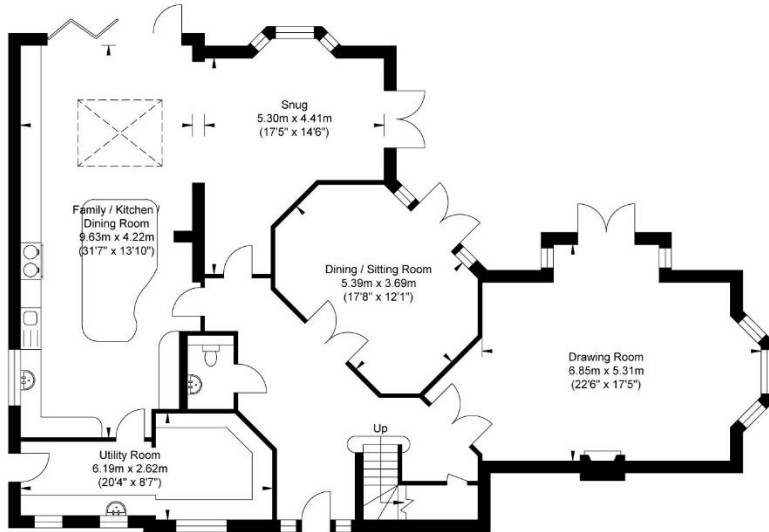 Snug
5.30m x 4.41m
(17'5" x 14'6")
Family / Kitchen /
Dining Room
9.63m x 4.22m
(31'7" x 13'10")
Dining / Sitting Room
5.39m x 3.69m
(17'8" x 12'1")
Drawing Room
6.85m x 5.31m
(22'6" x 17'5")
Up
Utility Room
6.19m x 2.62m
(20'4" x 8'7")